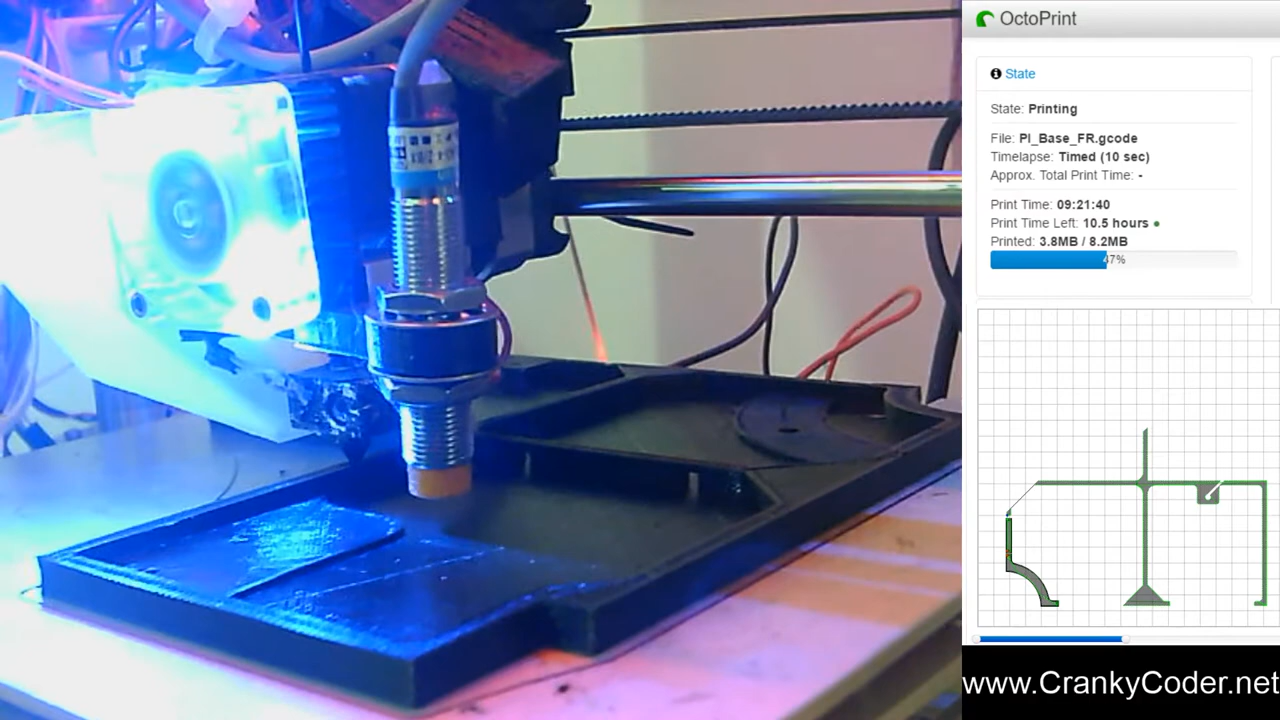 OctoPrint
State
State: Printing
File: PI_Base_FR.gcode
Timelapse: Timed (10 sec)
Approx. Total Print Time: -
Print Time: 09:21:40
Print Time Left: 10.5 hours
Printed: 3.8MB / 8.2MB
47%
www.CrankyCoder.net